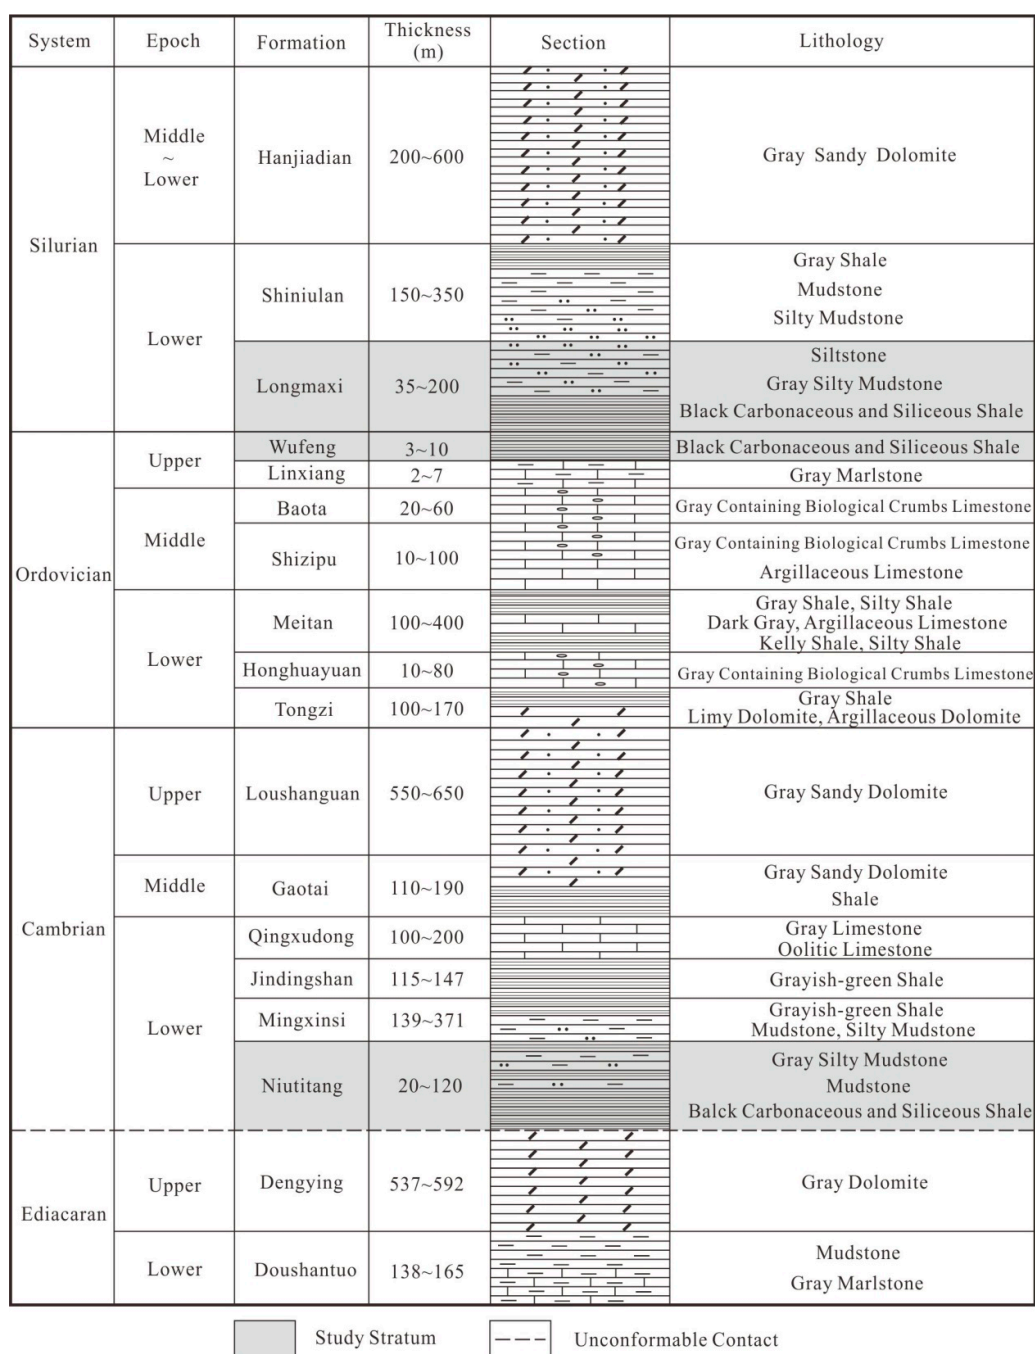 System Epoch Formation Thickness (m) Section Lithology
Silurian
Middle ~ Lower
Hanjiadian 200~600 Gray Sandy Dolomite
Lower
Shiniulan 150~350
Gray Shale
Mudstone
Silty Mudstone
Longmaxi 35~200
Siltstone
Gray Silty Mudstone
Black Carbonaceous and Siliceous Shale
Ordovician
Upper
Wufeng 3~10 Black Carbonaceous and Siliceous Shale
Linxiang 2~7 Gray Marlstone
Middle
Baota 20~60 Gray Containing Biological Crumbs Limestone
Shizipu 10~100
Gray Containing Biological Crumbs Limestone
Argillaceous Limestone
Lower
Meitan 100~400
Gray Shale, Silty Shale
Dark Gray, Argillaceous Limestone
Kelly Shale, Silty Shale
Honghuayuan 10~80 Gray Containing Biological Crumbs Limestone
Tongzi 100~170
Gray Shale
Limy Dolomite, Argillaceous Dolomite
Cambrian
Upper
Loushanguan 550~650 Gray Sandy Dolomite
Middle
Gaotai 110~190
Gray Sandy Dolomite
Shale
Lower
Qingxudong 100~200
Gray Limestone
Oolitic Limestone
Jindingshan 115~147 Grayish-green Shale
Mingxinsi 139~371
Grayish-green Shale
Mudstone, Silty Mudstone
Niutitang 20~120
Gray Silty Mudstone
Mudstone
Balck Carbonaceous and Siliceous Shale
Ediacaran
Upper
Dengying 537~592 Gray Dolomite
Lower
Doushantuo 138~165
Mudstone
Gray Marlstone
Study Stratum Unconformable Contact